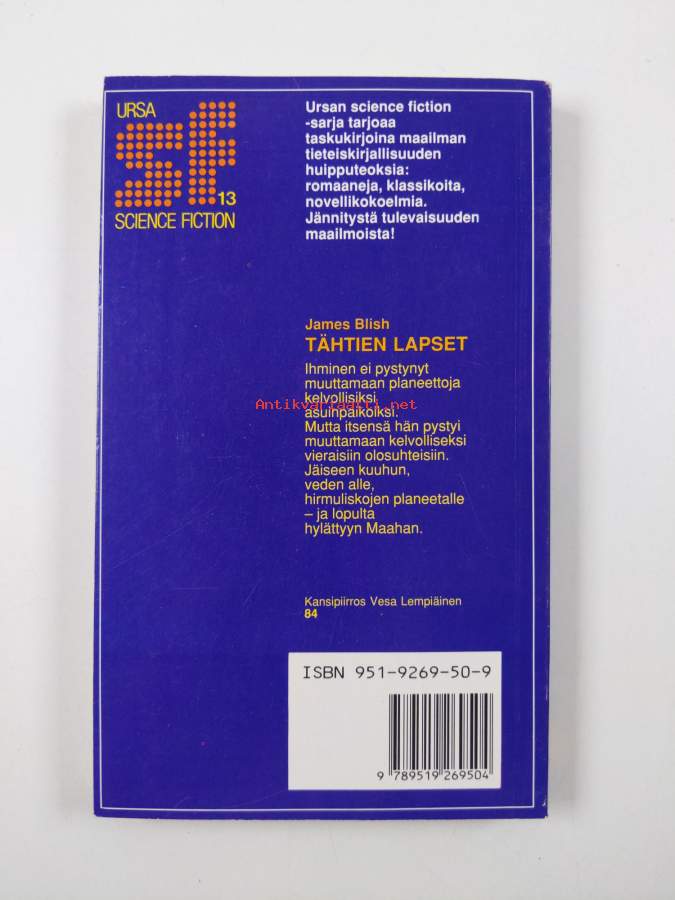 URSA
sf
13
SCIENCE FICTION
Ursan science fiction
-sarja tarjoaa
taskukirjoina maailman
tieteiskirjallisuuden
huipputeoksia:
romaaneja, klassikoita,
novellikokoelmia.
Jännitystä tulevaisuuden
maailmoista!
James Blish
TÄHTIEN LAPSET
Ihminen ei pystynyt
muuttamaan planeettoja
kelvollisiksi
Antikvariaatti.net
asuinpaikoiksi.
Mutta itsensä hän pystyi
muuttamaan kelvolliseksi
vieraisiin olosuhteisiin.
Jäiseen kuuhun,
veden alle,
hirmuliskojen planeetalle
– ja lopulta
hylättyyn Maahan.
Kansipiirros Vesa Lempiäinen
84
ISBN 951-9269-50-9
9 789519 269504